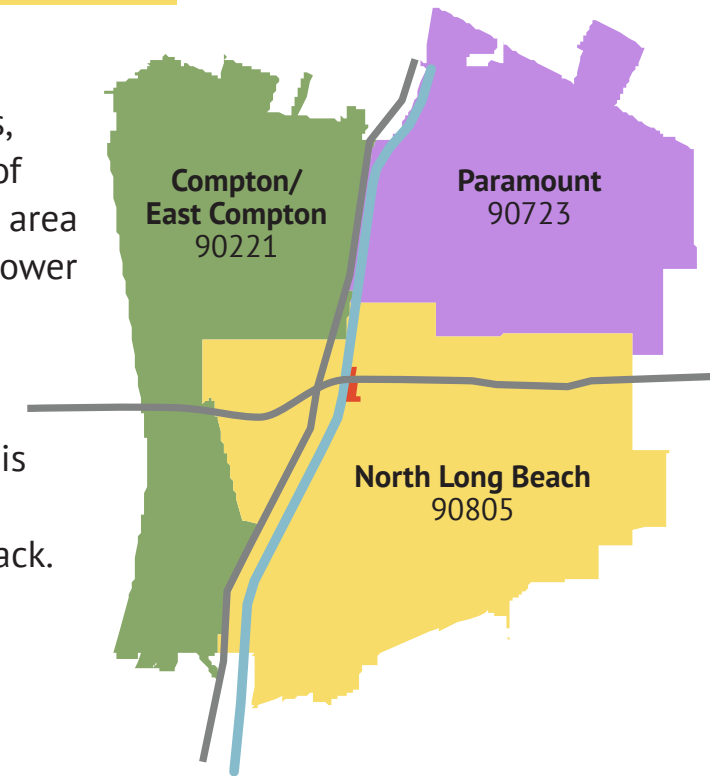 of
area
ower
is
ack.
Compton/
East Compton
90221
Paramount
90723
North Long Beach
90805